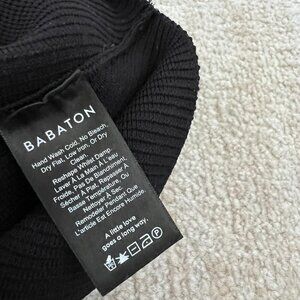 BABATON
Hand Wash Cold, No Bleach,
Dry Flat, Low Iron, Or Dry
Clean
Reshape Whilst Damp.
Laver À La Main À L'eau
Froide, Pas De Blanchiment,
Sécher À Plat, Repasser À
Basse Température, Ou
Nettoyer À Sec.
Remodeler Pendant Que
L'article Est Encore Humide.
A little love
goes a long way.